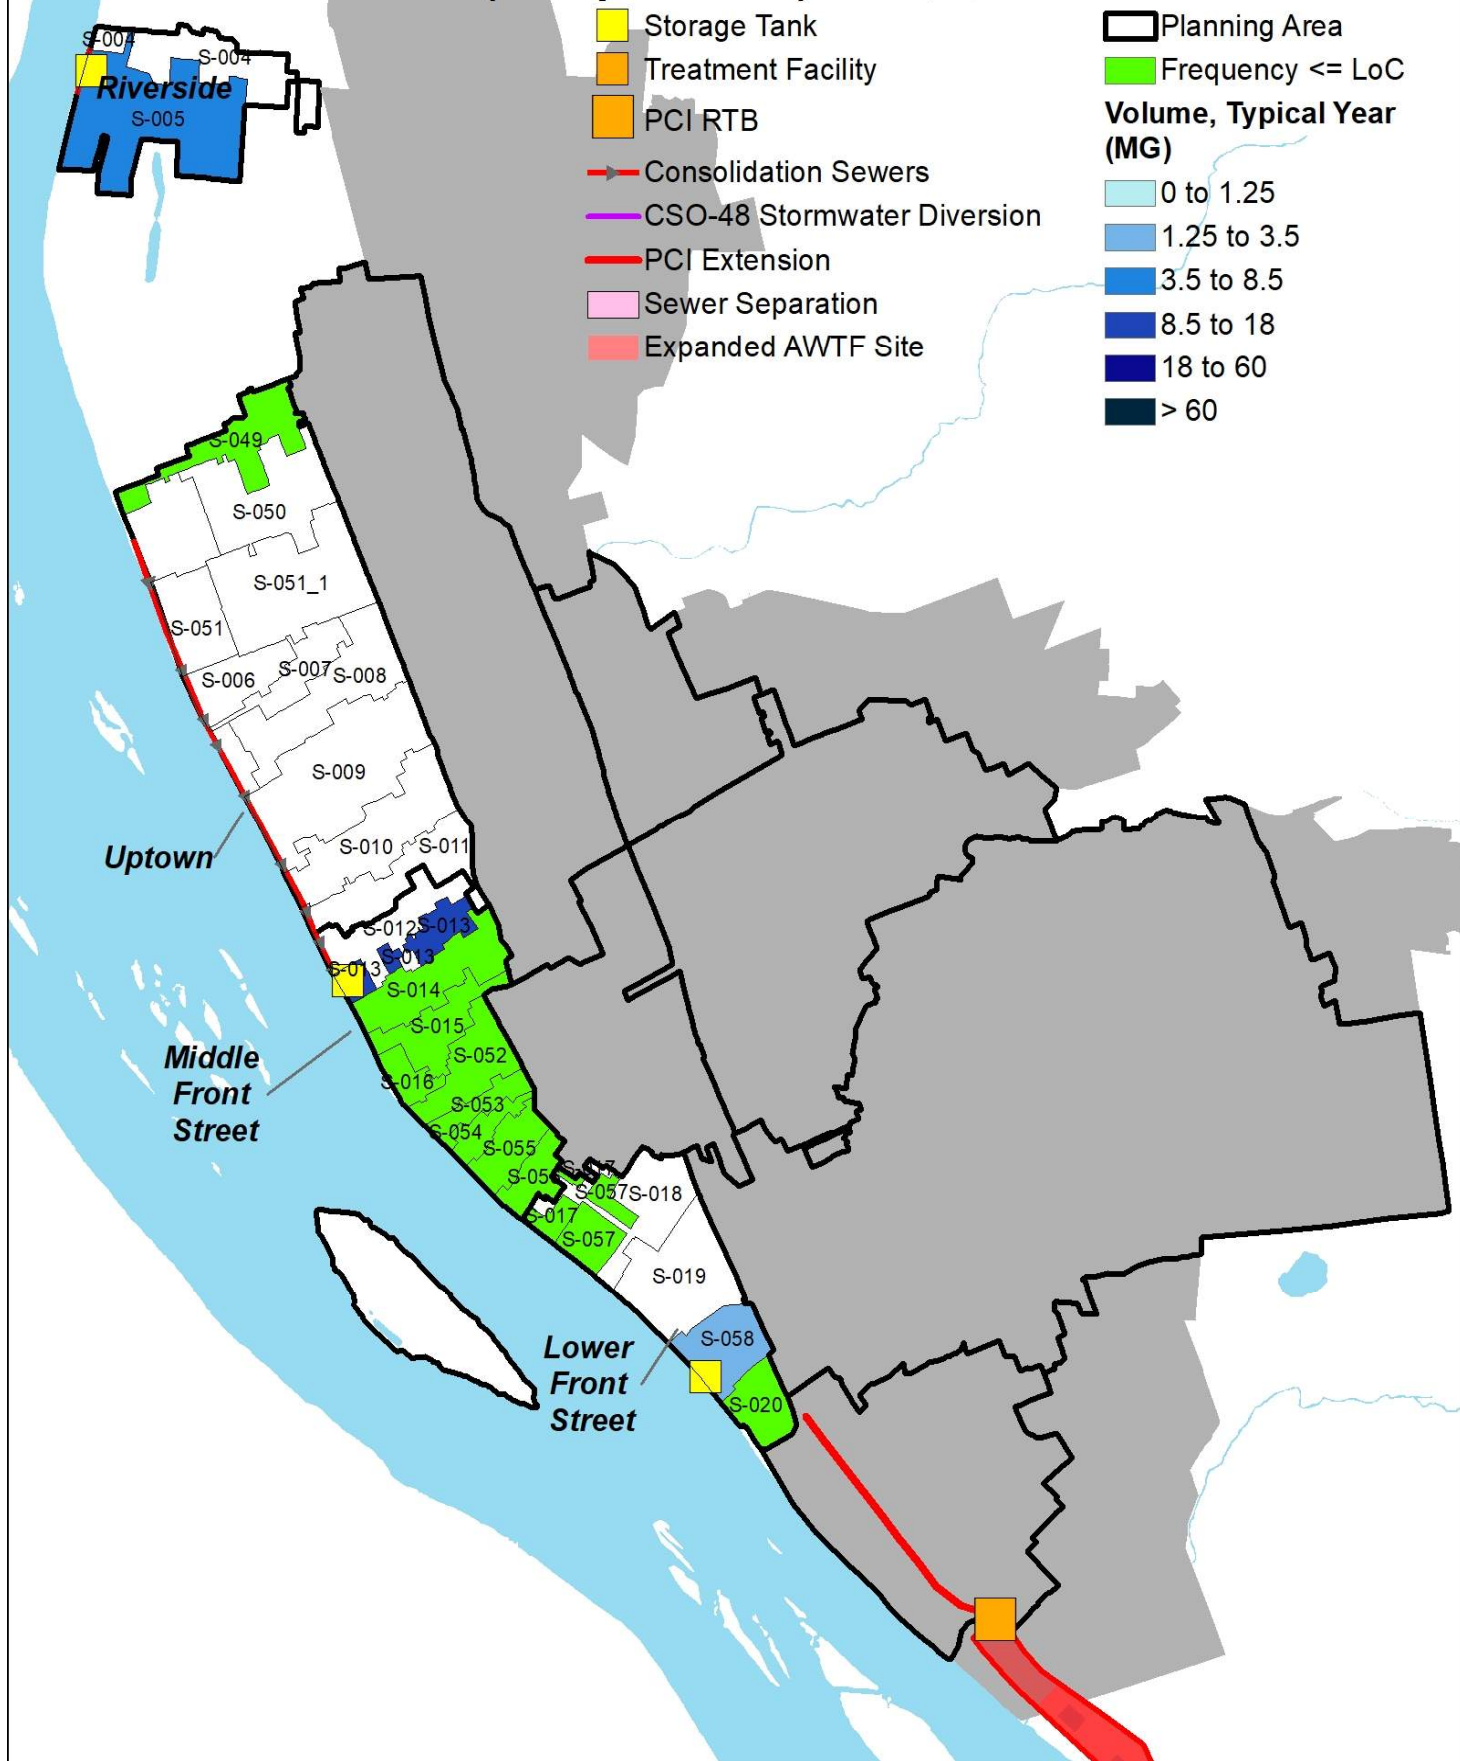 Storage Tank
Treatment Facility
PCI RTB
Consolidation Sewers
CSO-48 Stormwater Diversion
PCI Extension
Sewer Separation
Expanded AWTF Site
Planning Area
Frequency <= LoC
Volume, Typical Year
(MG)
0 to 1.25
1.25 to 3.5
3.5 to 8.5
8.5 to 18
18 to 60
> 60
S-004
S-004
Riverside
S-005
S-049
S-050
S-051_1
S-051
S-007
S-006
S-008
S-009
S-010
S-011
Uptown
S-012
S-013
S-013
S-013
S-014
S-015
S-052
Middle
Front
Street
S-016
S-053
S-054
S-055
S-057
S-018
S-017
S-057
S-019
S-058
Lower
Front
Street
S-020